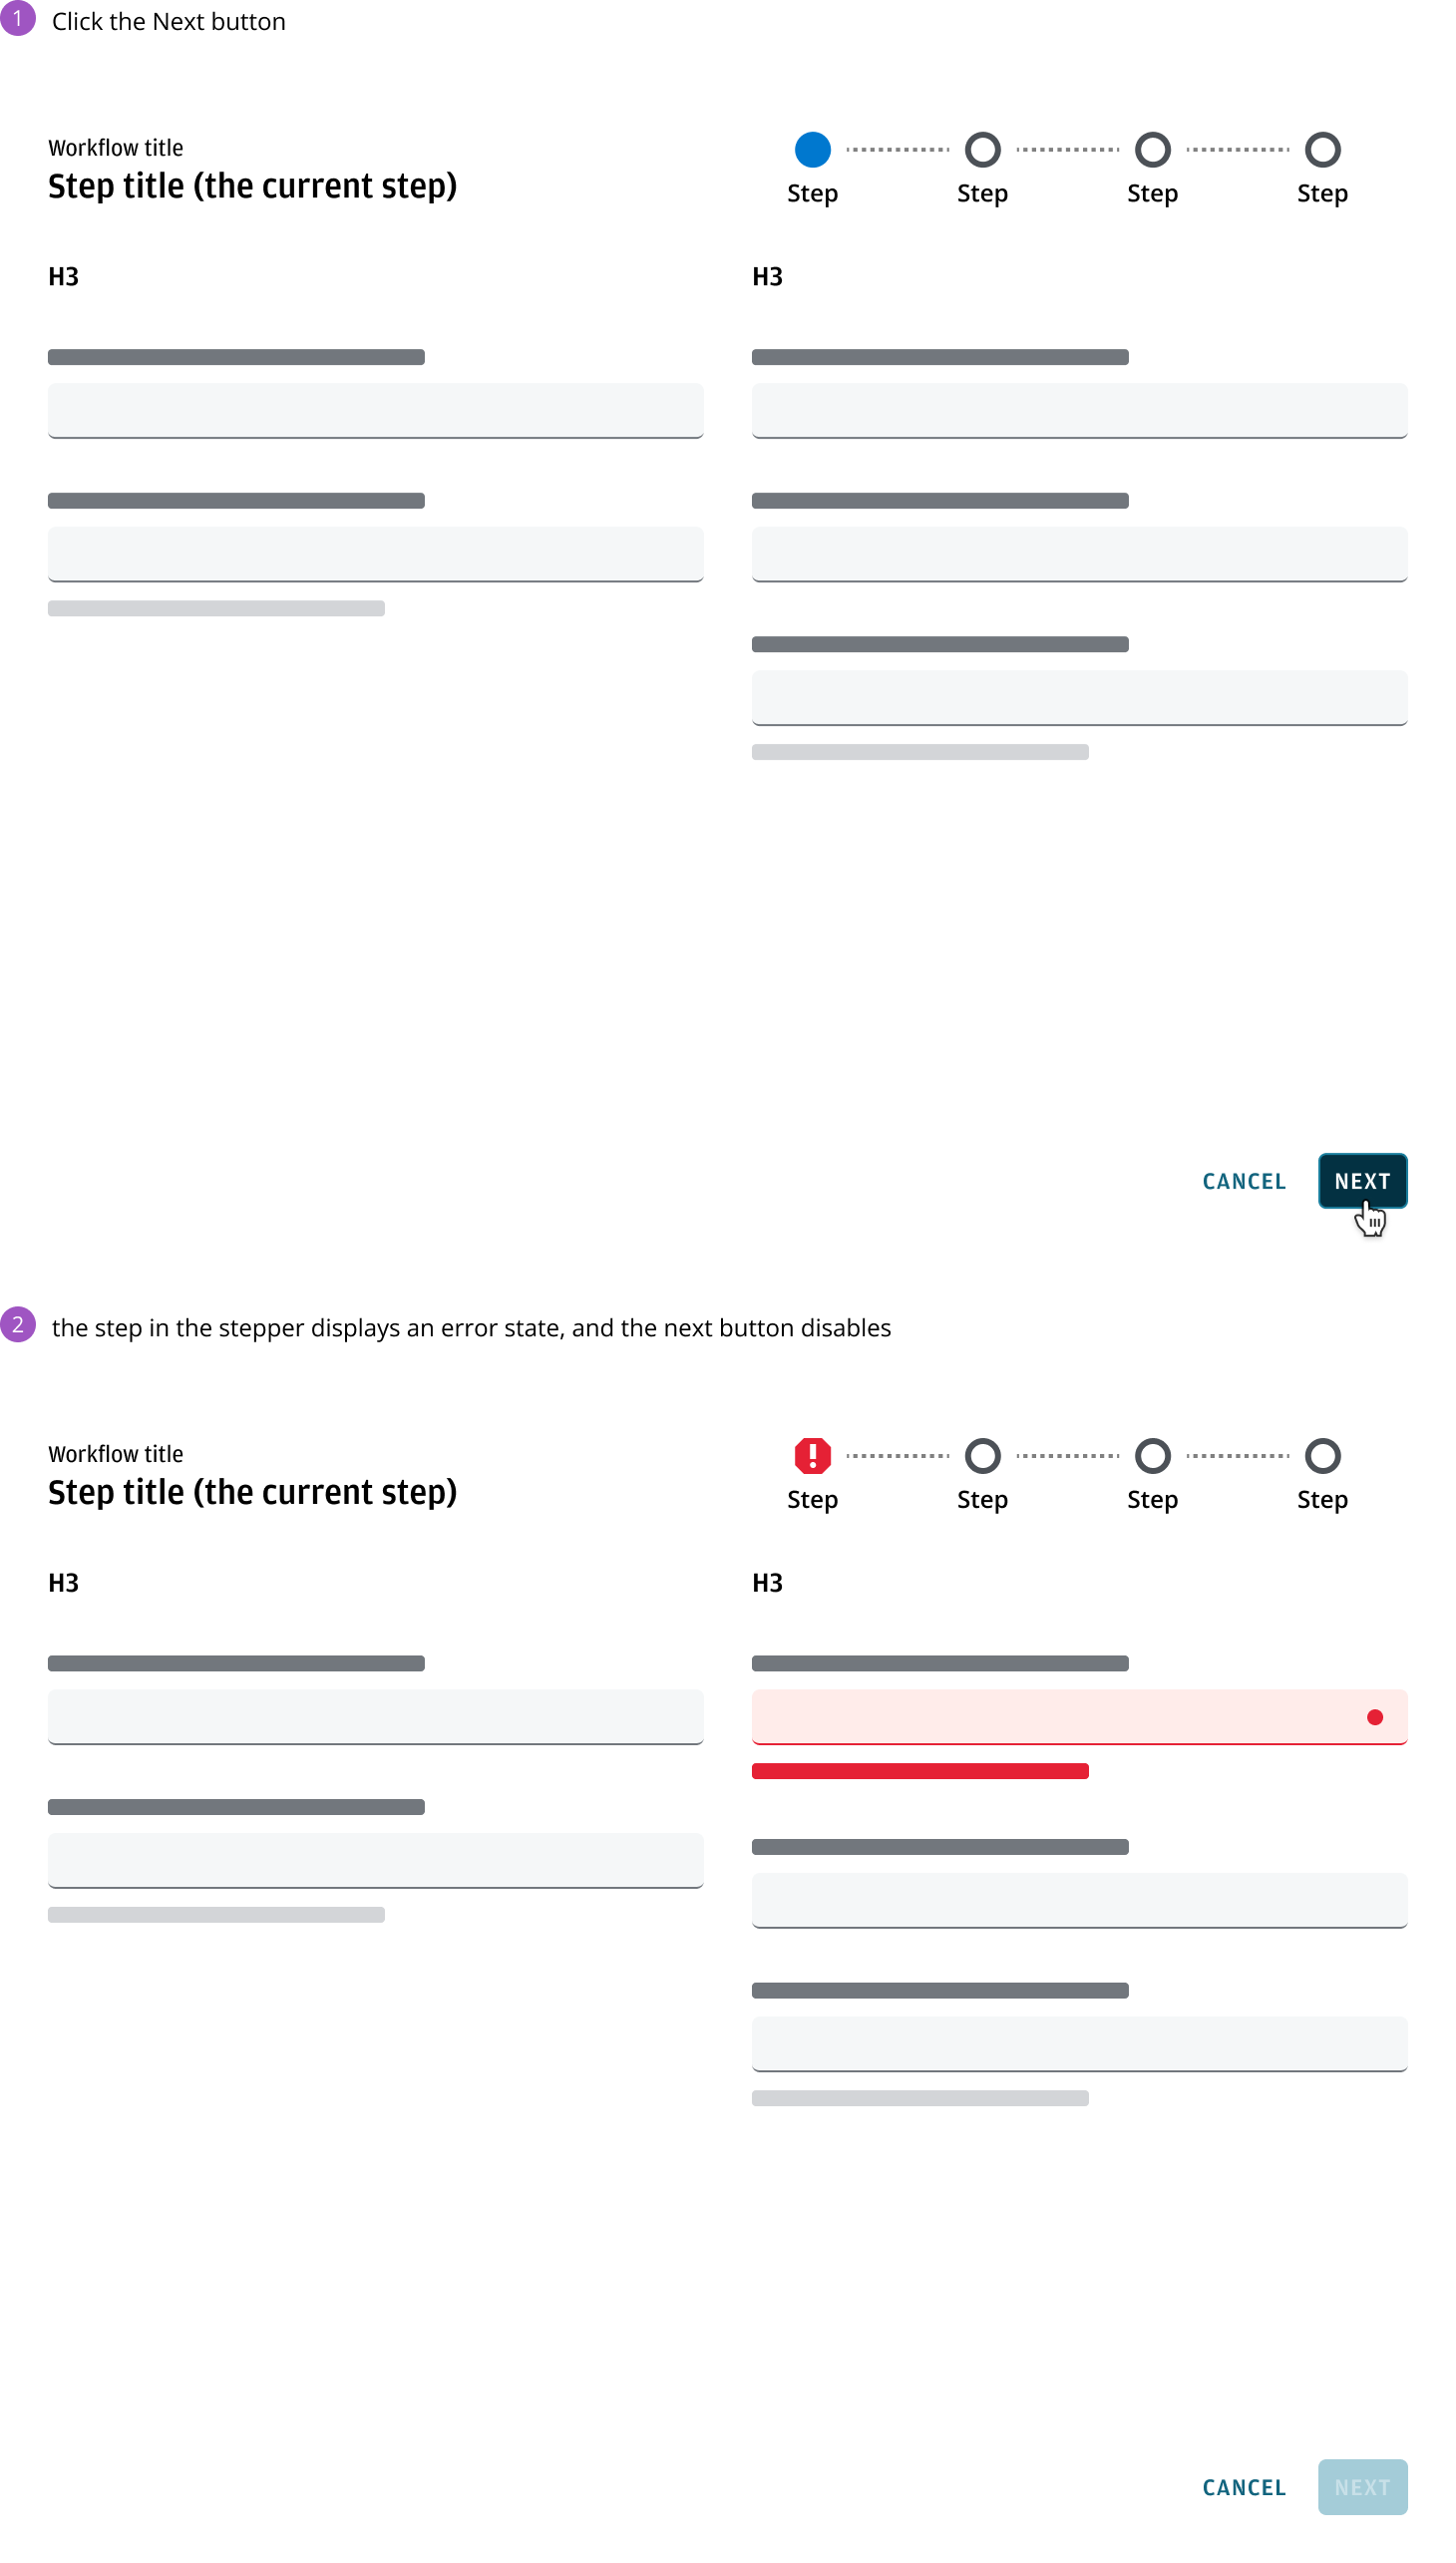 1 Click the Next button
Workflow title
Step title (the current step)
Step Step Step Step
H3 H3
CANCEL NEXT
2 the step in the stepper displays an error state, and the next button disables
Workflow title
Step title (the current step)
Step Step Step Step
H3 H3
CANCEL NEXT